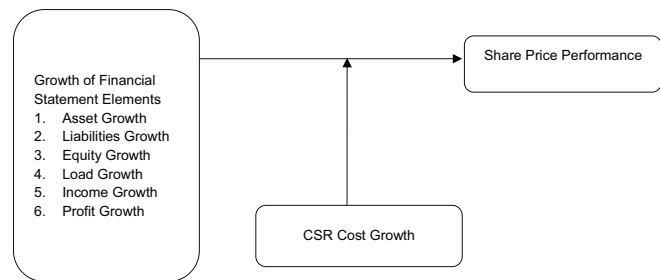 Growth of Financial
Statement Elements
1. Asset Growth
2. Liabilities Growth
3. Equity Growth
4. Load Growth
5. Income Growth
6. Profit Growth
Share Price Performance
CSR Cost Growth